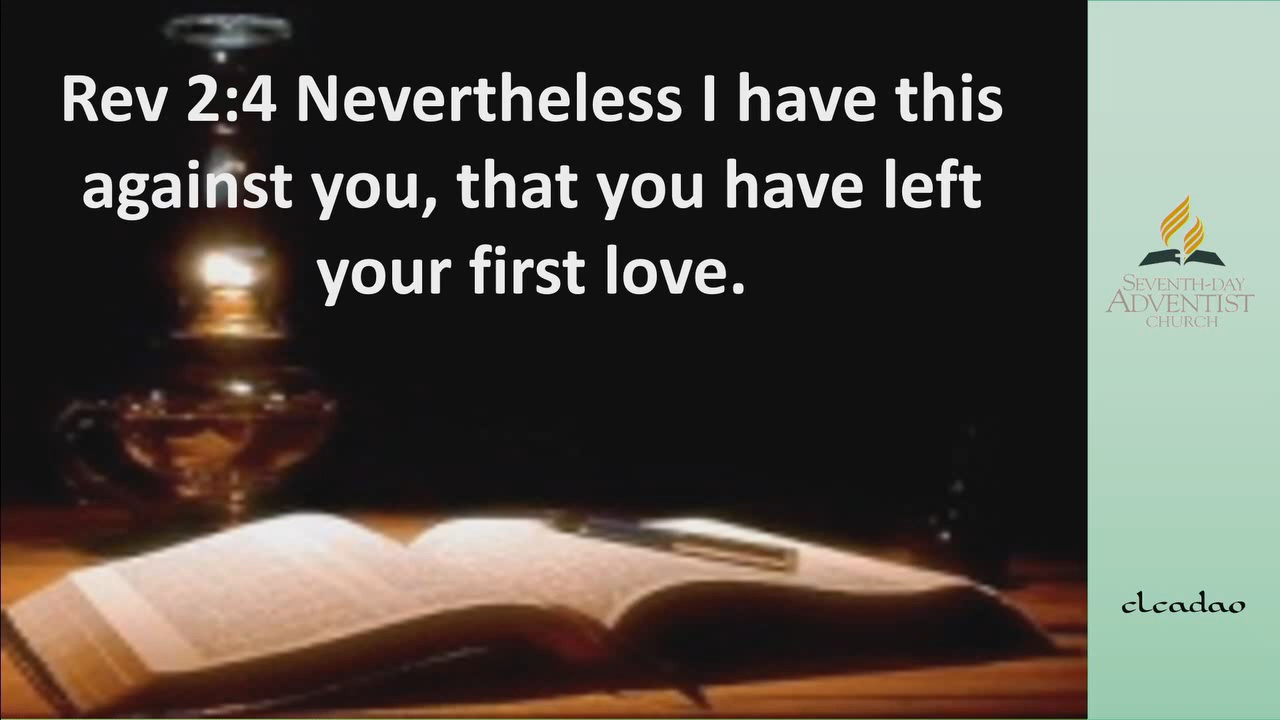 Rev 2:4 Nevertheless I have this
against you, that you have left
your first love.
SEVENTH-DAY
ADVENTIST
CHURCH
clcadao